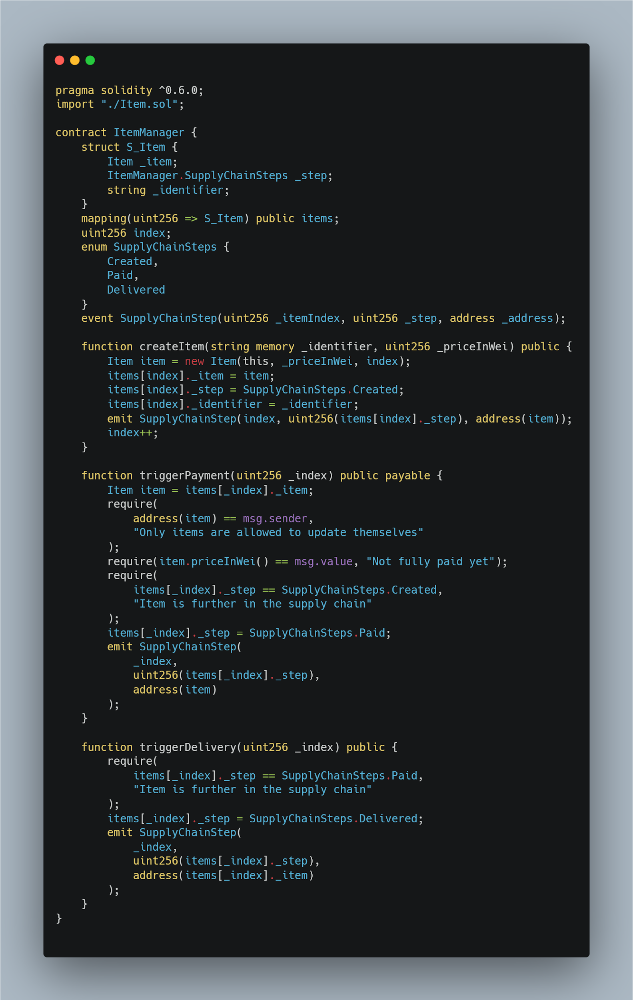 pragma solidity ^0.6.0;
import "./Item.sol";

contract ItemManager {
    struct S_Item {
        Item _item;
        ItemManager.SupplyChainSteps _step;
        string _identifier;
    }
    mapping(uint256 => S_Item) public items;
    uint256 index;
    enum SupplyChainSteps {
        Created,
        Paid,
        Delivered
    }
    event SupplyChainStep(uint256 _itemIndex, uint256 _step, address _address);

    function createItem(string memory _identifier, uint256 _priceInWei) public {
        Item item = new Item(this, _priceInWei, index);
        items[index]._item = item;
        items[index]._step = SupplyChainSteps.Created;
        items[index]._identifier = _identifier;
        emit SupplyChainStep(index, uint256(items[index]._step), address(item));
        index++;
    }

    function triggerPayment(uint256 _index) public payable {
        Item item = items[_index]._item;
        require(
            address(item) == msg.sender,
            "Only items are allowed to update themselves"
        );
        require(item.priceInWei() == msg.value, "Not fully paid yet");
        require(
            items[_index]._step == SupplyChainSteps.Created,
            "Item is further in the supply chain"
        );
        items[_index]._step = SupplyChainSteps.Paid;
        emit SupplyChainStep(
            _index,
            uint256(items[_index]._step),
            address(item)
        );
    }

    function triggerDelivery(uint256 _index) public {
        require(
            items[_index]._step == SupplyChainSteps.Paid,
            "Item is further in the supply chain"
        );
        items[_index]._step = SupplyChainSteps.Delivered;
        emit SupplyChainStep(
            _index,
            uint256(items[_index]._step),
            address(items[_index]._item)
        );
    }
}